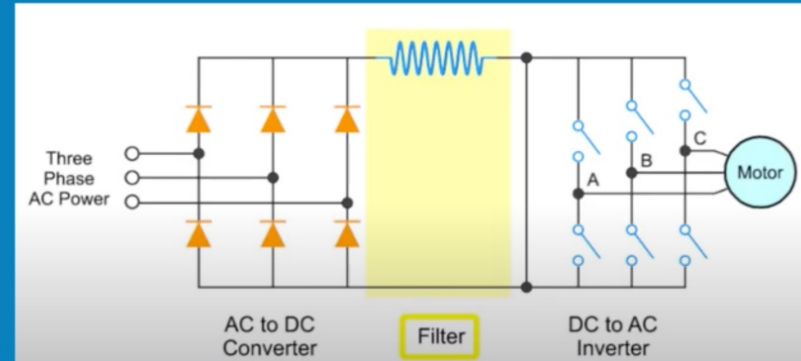 Three
Phase
AC Power
A
B
C
Motor
AC to DC
Converter
Filter
DC to AC
Inverter